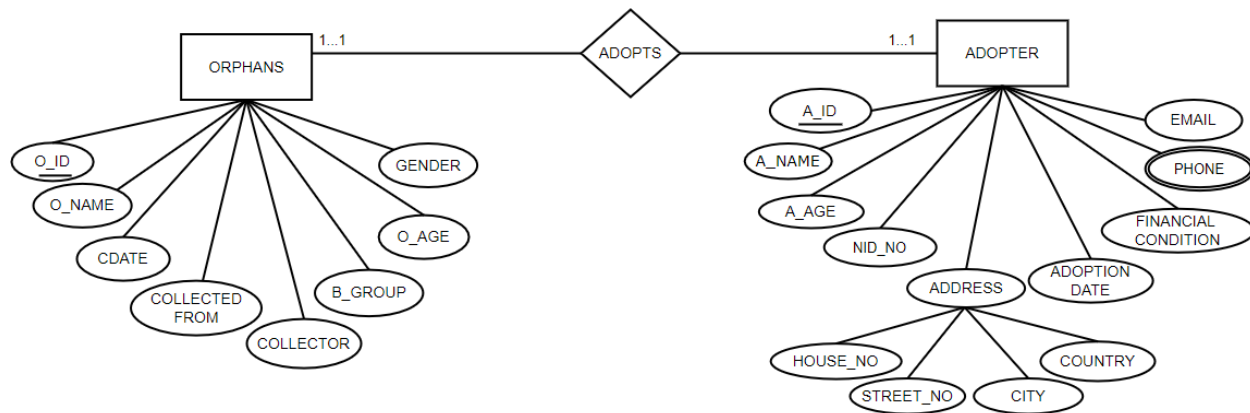 1...1
ADOPTS
1...1
ORPHANS
ADOPTER
O_ID
O_NAME
CDATE
COLLECTED
FROM
COLLECTOR
B_GROUP
O_AGE
GENDER
A_ID
A_NAME
A_AGE
NID_NO
ADDRESS
HOUSE_NO
STREET_NO
CITY
COUNTRY
ADOPTION
DATE
FINANCIAL
CONDITION
PHONE
EMAIL